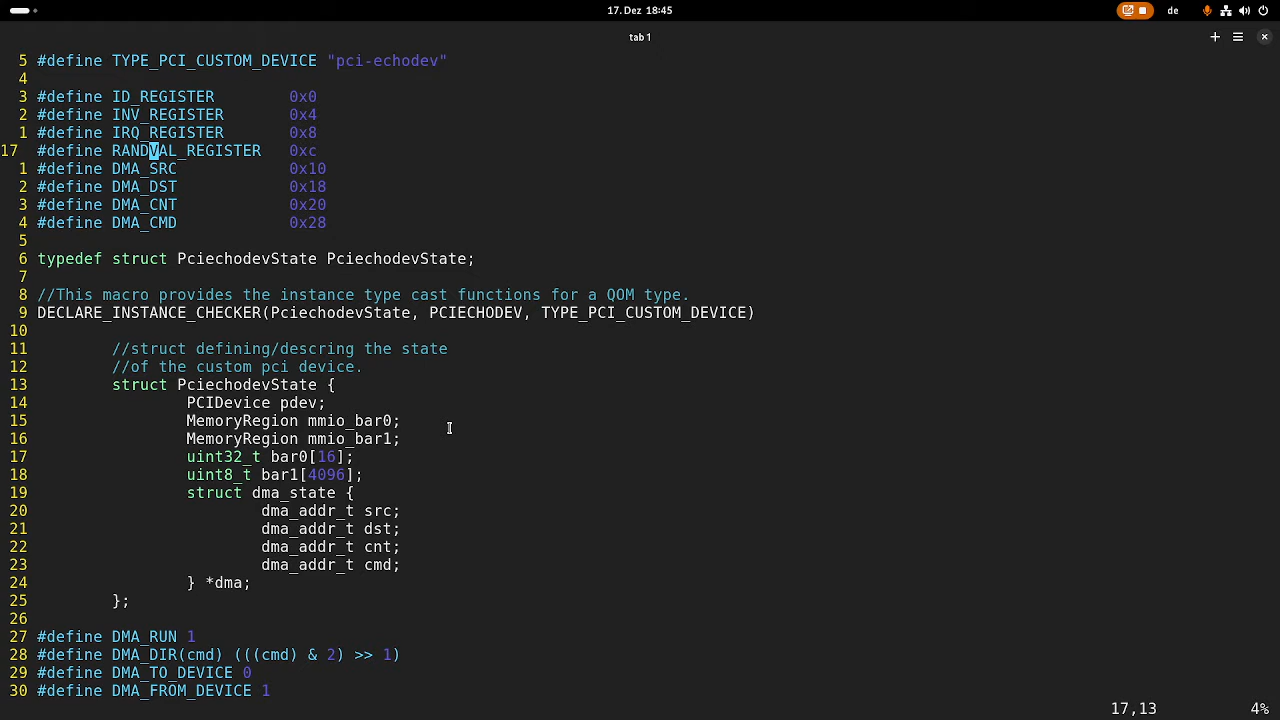 17. Dez 18:45
de
tab 1
5 #define TYPE_PCI_CUSTOM_DEVICE "pci-echodev"
4
3 #define ID_REGISTER 0x0
2 #define INV_REGISTER 0x4
1 #define IRQ_REGISTER 0x8
17 #define RANDVAL_REGISTER 0xc
1 #define DMA_SRC 0x10
2 #define DMA_DST 0x18
3 #define DMA_CNT 0x20
4 #define DMA_CMD 0x28
5
6 typedef struct PciechodevState PciechodevState;
7
8 //This macro provides the instance type cast functions for a QOM type.
9 DECLARE_INSTANCE_CHECKER(PciechodevState, PCIECHODEV, TYPE_PCI_CUSTOM_DEVICE)
10
11 //struct defining/descring the state
12 //of the custom pci device.
13 struct PciechodevState {
14 PCIDevice pdev;
15 MemoryRegion mmio_bar0;
16 MemoryRegion mmio_bar1;
17 uint32_t bar0[16];
18 uint8_t bar1[4096];
19 struct dma_state {
20 dma_addr_t src;
21 dma_addr_t dst;
22 dma_addr_t cnt;
23 dma_addr_t cmd;
24 } *dma;
25 };
26
27 #define DMA_RUN 1
28 #define DMA_DIR(cmd) (((cmd) & 2) >> 1)
29 #define DMA_TO_DEVICE 0
30 #define DMA_FROM_DEVICE 1
17,13 4%